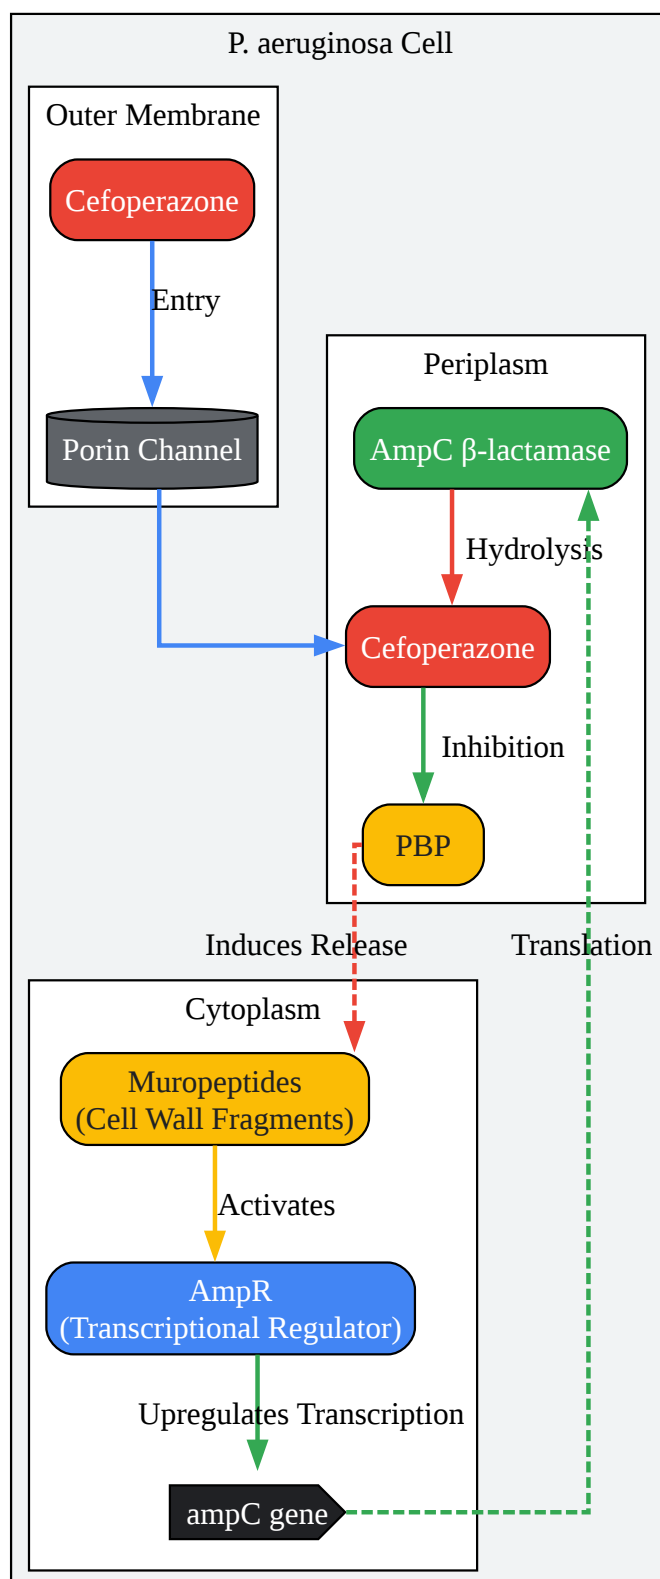 P. aeruginosa Cell
Outer Membrane
Cefoperazone
Entry
Porin Channel
Periplasm
AmpC β-lactamase
Hydrolysis
Cefoperazone
Inhibition
PBP
Induces Release
Translation
Cytoplasm
Muropeptides
(Cell Wall Fragments)
Activates
AmpR
(Transcriptional Regulator)
Upregulates Transcription
ampC gene